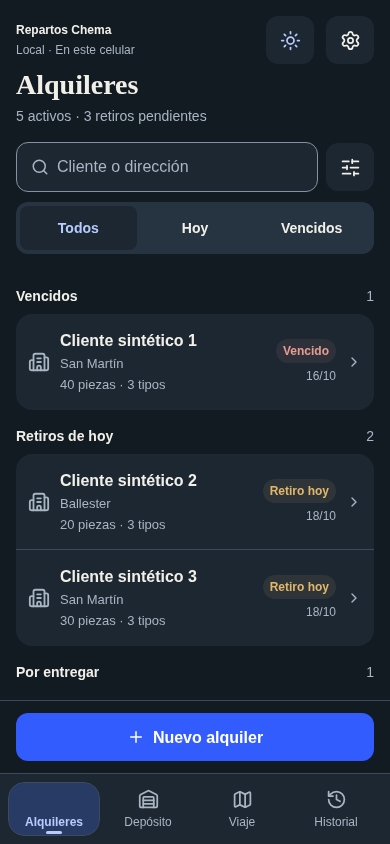 Repartos Chema
Local · En este celular
Alquileres
5 activos · 3 retiros pendientes
Cliente o dirección
Todos
Hoy
Vencidos
Vencidos
1
Cliente sintético 1
San Martín
40 piezas · 3 tipos
Vencido
16/10
Retiros de hoy
2
Cliente sintético 2
Ballester
20 piezas · 3 tipos
Retiro hoy
18/10
Cliente sintético 3
San Martín
30 piezas · 3 tipos
Retiro hoy
18/10
Por entregar
1
Nuevo alquiler
Alquileres
Depósito
Viaje
Historial